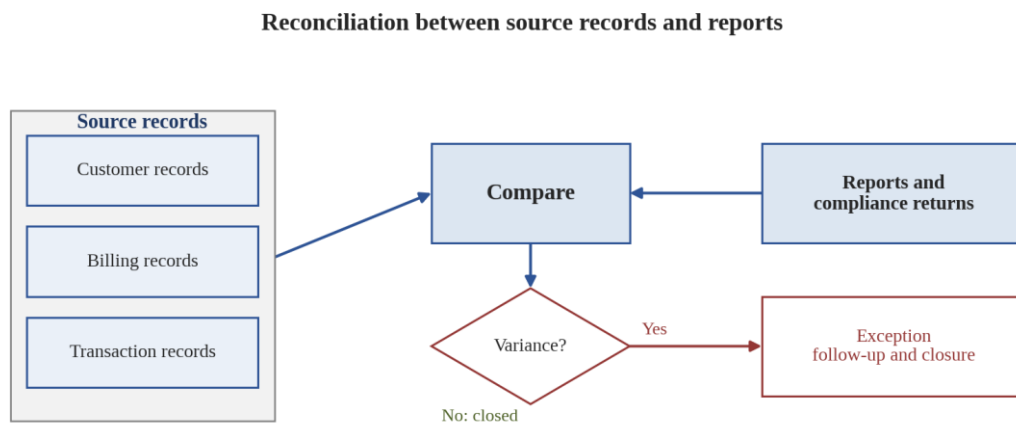 Reconciliation between source records and reports
Source records
Customer records
Billing records
Transaction records
Compare
Reports and
compliance returns
Variance?
Yes
Exception
follow-up and closure
No: closed